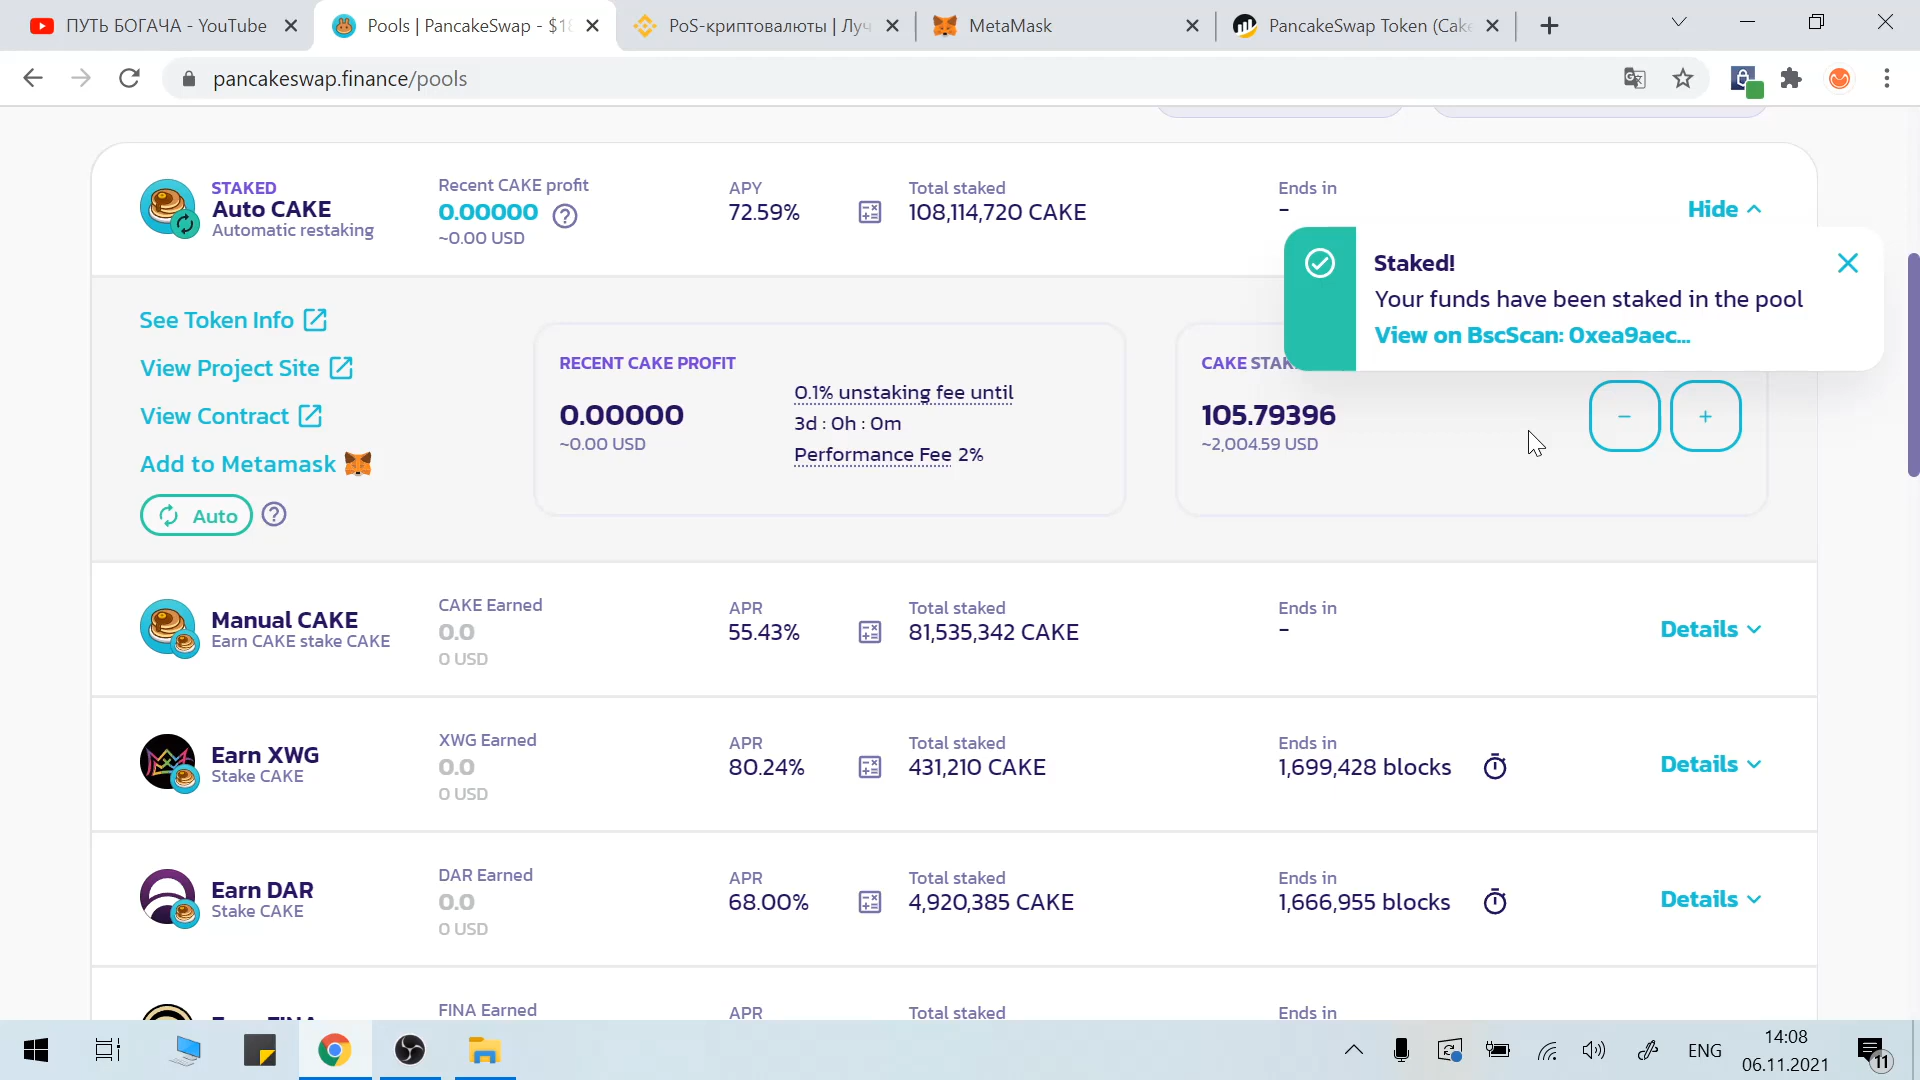 ПУТЬ БОГАЧА - YouTube
Pools | PancakeSwap - $18
PoS-криптовалюты | Луч
MetaMask
PancakeSwap Token (Cake
pancakeswap.finance/pools
STAKED
Auto CAKE
Automatic restaking
Recent CAKE profit
0.00000
~0.00 USD
APY
72.59%
Total staked
108,114,720 CAKE
Ends in
-
Hide
Staked!
Your funds have been staked in the pool
View on BscScan: 0xea9aec...
See Token Info
View Project Site
View Contract
Add to Metamask
Auto
RECENT CAKE PROFIT
0.00000
~0.00 USD
0.1% unstaking fee until
3d : 0h : 0m
Performance Fee 2%
CAKE STAK
105.79396
~2,004.59 USD
Manual CAKE
Earn CAKE stake CAKE
CAKE Earned
0.0
0 USD
APR
55.43%
Total staked
81,535,342 CAKE
Ends in
-
Details
Earn XWG
Stake CAKE
XWG Earned
0.0
0 USD
APR
80.24%
Total staked
431,210 CAKE
Ends in
1,699,428 blocks
Details
Earn DAR
Stake CAKE
DAR Earned
0.0
0 USD
APR
68.00%
Total staked
4,920,385 CAKE
Ends in
1,666,955 blocks
Details
FINA Earned
APR
Total staked
Ends in
ENG
14:08
06.11.2021
11